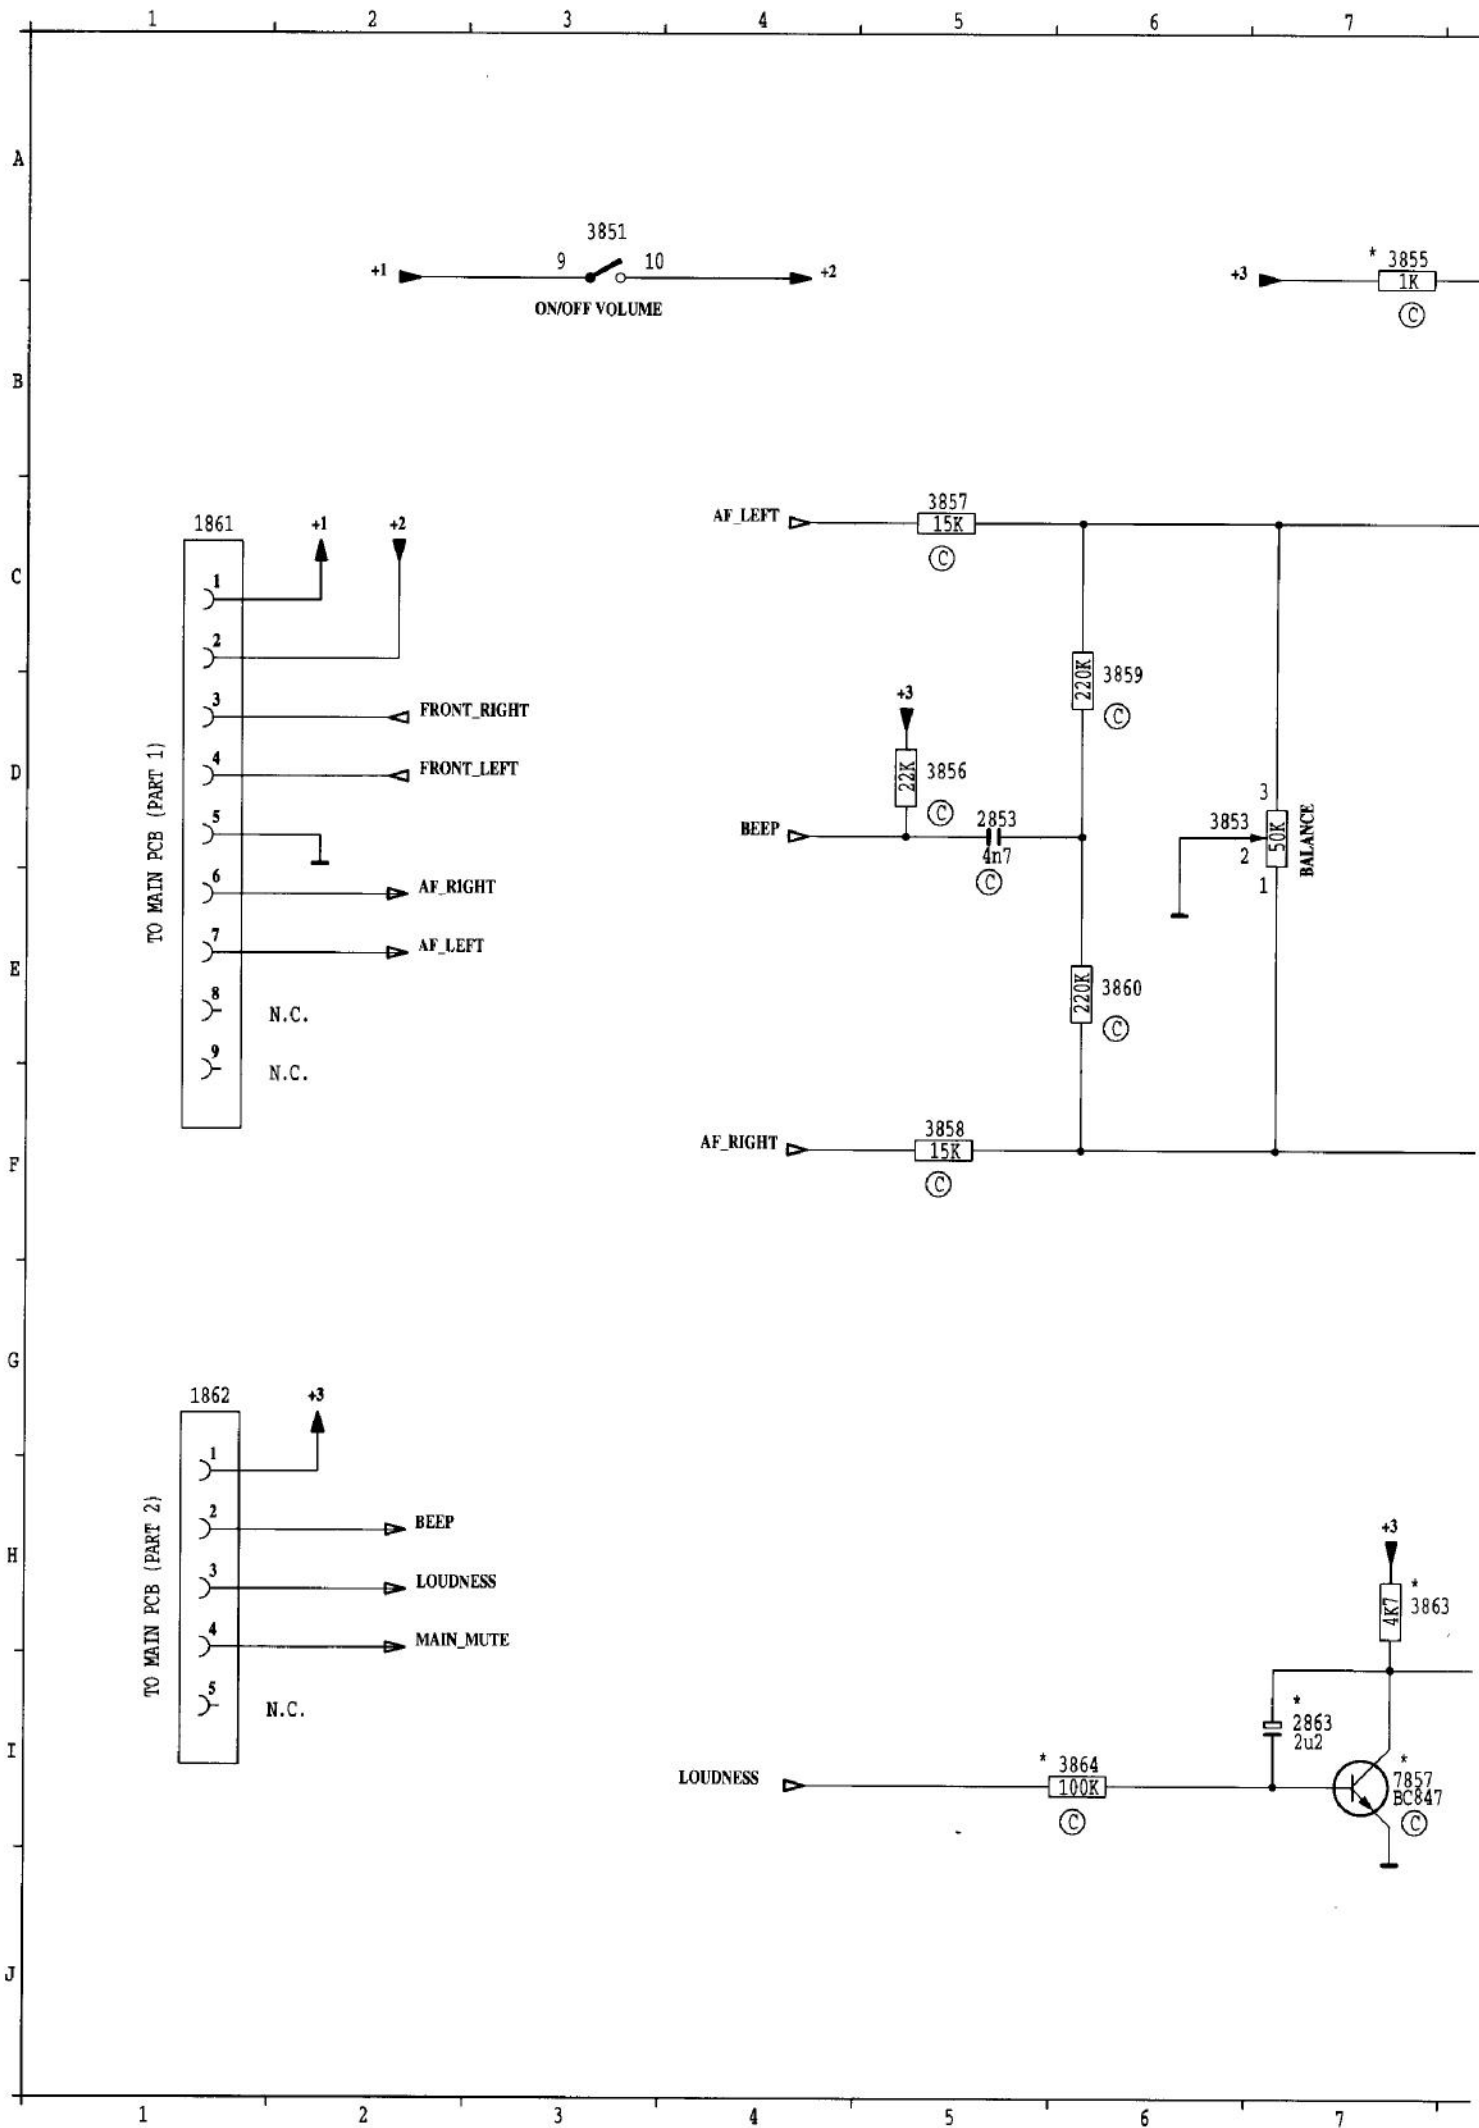 1 2 3 4 5 6 7
A
3851
9 10
+1
+2
ON/OFF VOLUME
+3
* 3855
1K
C
B
1861
+1
+2
AF_LEFT
3857
15K
C
C
1
2
3
FRONT_RIGHT
4
FRONT_LEFT
5
6
AF_RIGHT
7
AF_LEFT
8
N.C.
9
N.C.
TO MAIN PCB (PART 1)
D
+3
22K
3856
C
220K
3859
C
BEEP
2853
4n7
C
3
3853
2
50K
1
BALANCE
E
220K
3860
C
AF_RIGHT
3858
15K
C
F
G
1862
+3
1
2
BEEP
3
LOUDNESS
4
MAIN_MUTE
5
N.C.
TO MAIN PCB (PART 2)
H
+3
4K7
*
3863
I
*
2863
2u2
LOUDNESS
* 3864
100K
C
*
7857
BC847
C
J
1 2 3 4 5 6 7